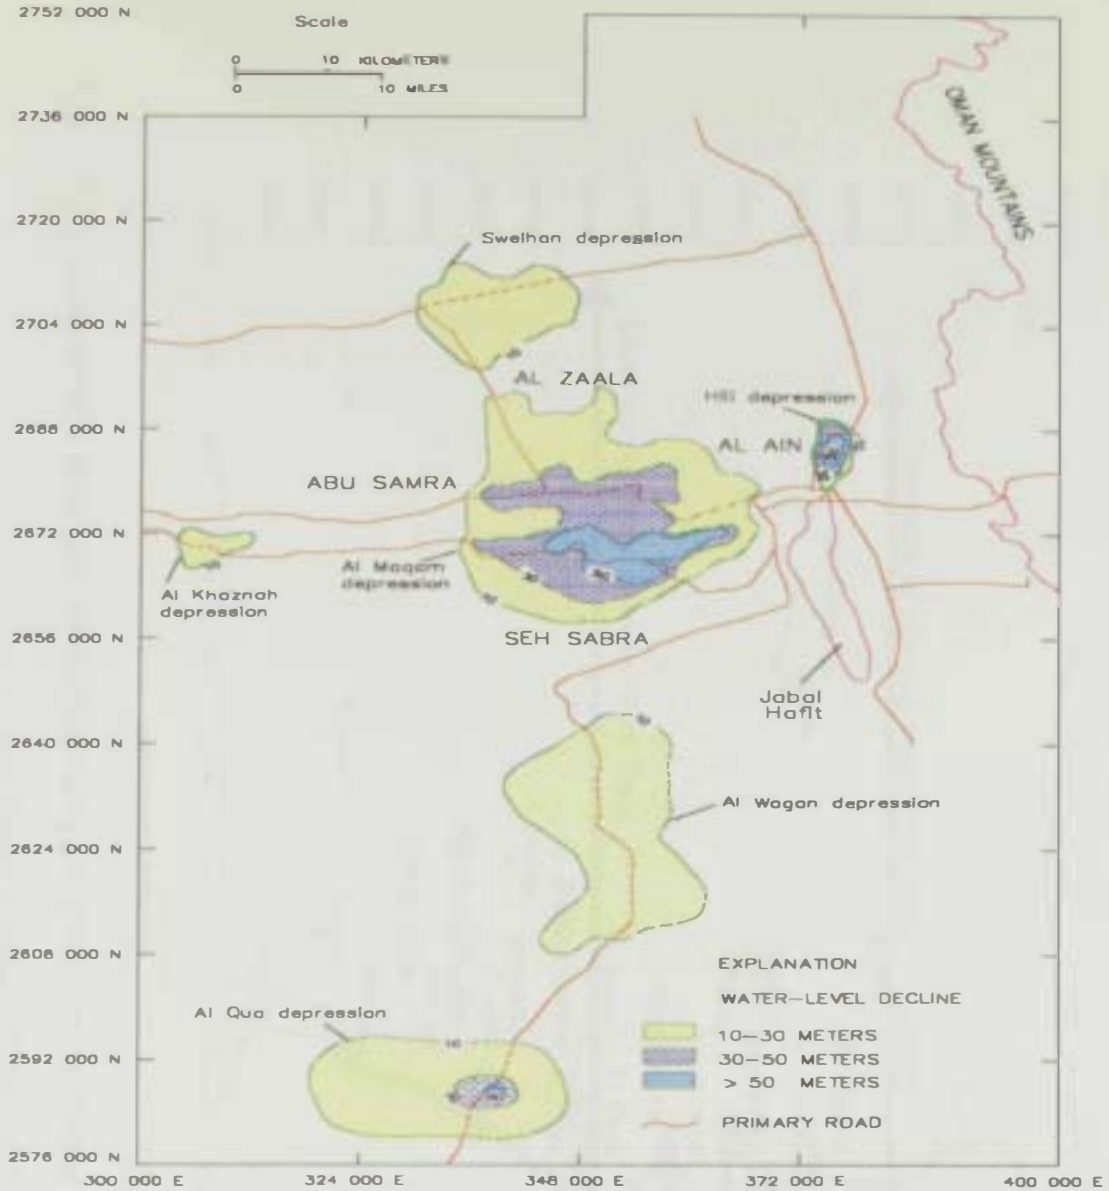 2752 000 N
Scale
0 10 KILOMETERS
0 10 MILES
2736 000 N
OMAN MOUNTAINS
2720 000 N
Sweihan depression
2704 000 N
AL ZAALA
Hili depression
2688 000 N
AL AIN
ABU SAMRA
2672 000 N
Al Maqam
depression
Al Khaznah
depression
2656 000 N
SEH SABRA
Jabal
Hafit
2640 000 N
Al Wagan depression
2624 000 N
2608 000 N
EXPLANATION
WATER-LEVEL DECLINE
Al Qua depression
10-30 METERS
2592 000 N
30-50 METERS
> 50 METERS
10
PRIMARY ROAD
2576 000 N
300 000 E
324 000 E
348 000 E
372 000 E
400 000 E